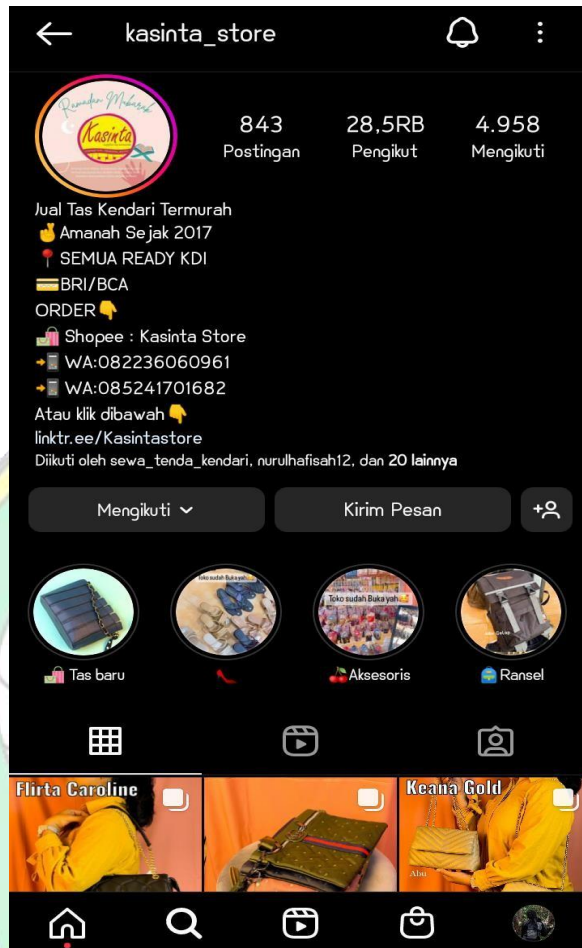 kasinta_store
Ramadan Mubarak
Kasinta
843 28,5RB 4.958
Postingan Pengikut Mengikuti
Jual Tas Kendari Termurah
🤞Amanah Sejak 2017
📍 SEMUA READY KDI
💳BRI/BCA
ORDER👇
🛍️ Shopee : Kasinta Store
➝📱 WA:082236060961
➝📱 WA:085241701682
Atau klik dibawah👇
linktr.ee/Kasintastore
Diikuti oleh sewa_tenda_kendari, nurulhafisah12, dan 20 lainnya
Mengikuti Kirim Pesan
Toko sudah Buka yah
Toko sudah Buka yah
🛍️ Tas baru 👠 🍒Aksesoris 🎒 Ransel
Flirta Caroline Keana Gold
Abu